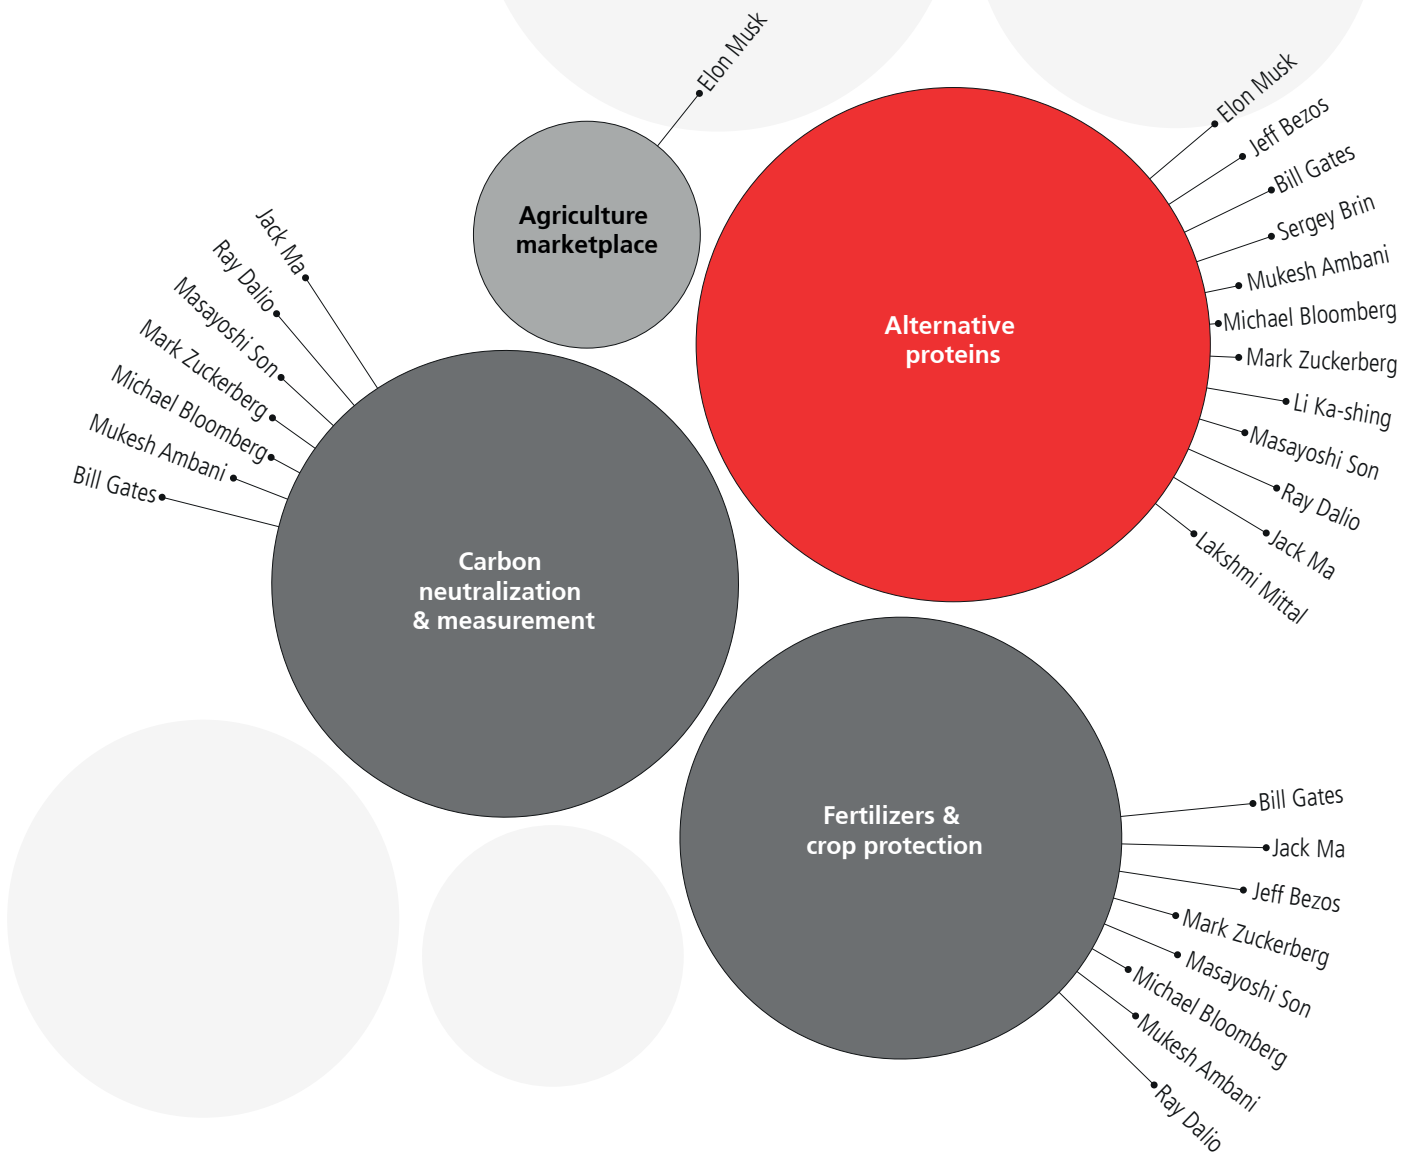 Elon Musk
Agriculture
marketplace
Elon Musk
Jeff Bezos
Bill Gates
Sergey Brin
Mukesh Ambani
Michael Bloomberg
Mark Zuckerberg
Li Ka-shing
Masayoshi Son
Ray Dalio
Jack Ma
Lakshmi Mittal
Alternative
proteins
Jack Ma
Ray Dalio
Masayoshi Son
Mark Zuckerberg
Michael Bloomberg
Mukesh Ambani
Bill Gates
Carbon
neutralization
& measurement
Fertilizers &
crop protection
Bill Gates
Jack Ma
Jeff Bezos
Mark Zuckerberg
Masayoshi Son
Michael Bloomberg
Mukesh Ambani
Ray Dalio